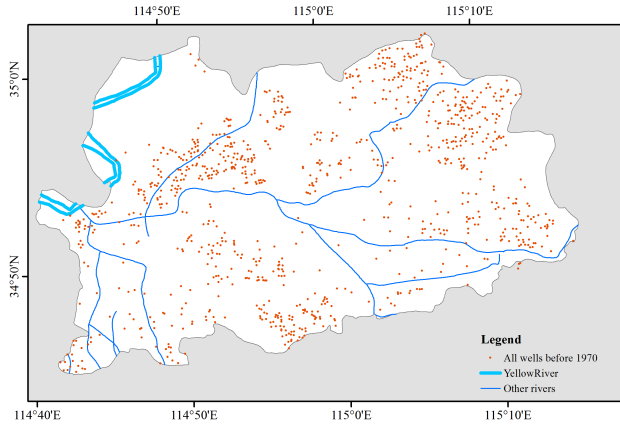 114°50'E 115°0'E 115°10'E
35°0'N
34°50'N
Legend
All wells before 1970
YellowRiver
Other rivers
114°40'E 114°50'E 115°0'E 115°10'E